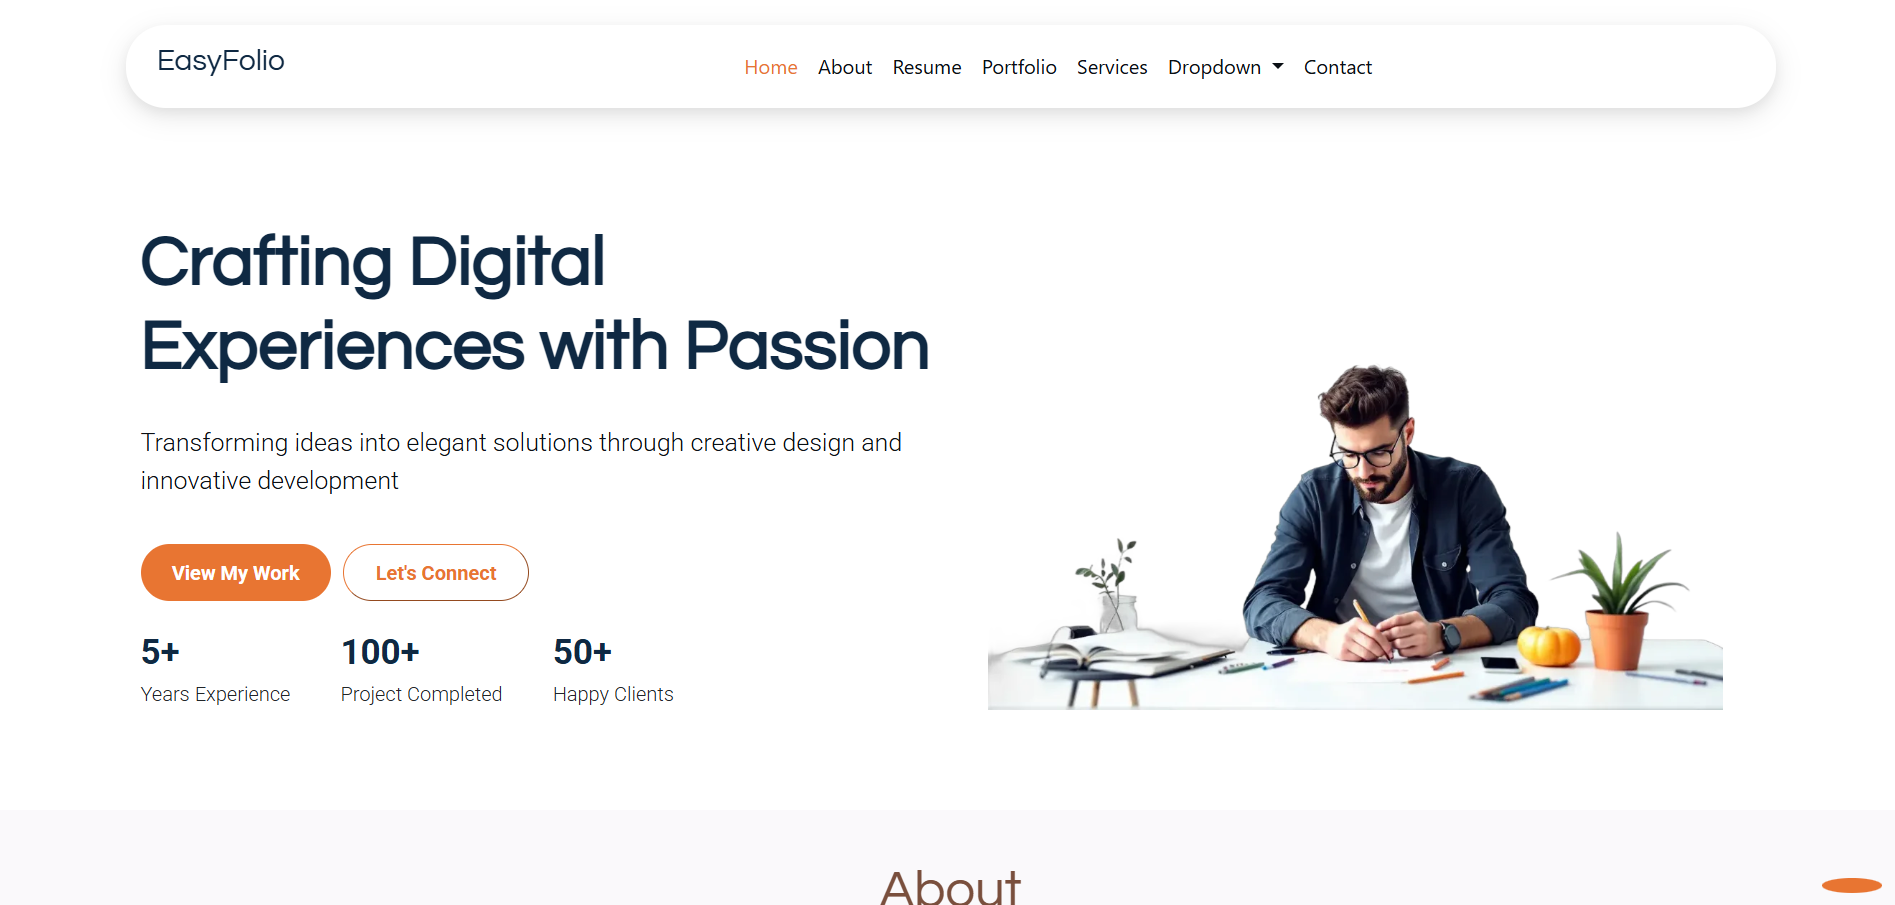 EasyFolio
Home About Resume Portfolio Services Dropdown Contact
Crafting Digital
Experiences with Passion
Transforming ideas into elegant solutions through creative design and
innovative development
View My Work Let's Connect
5+ 100+ 50+
Years Experience Project Completed Happy Clients
About